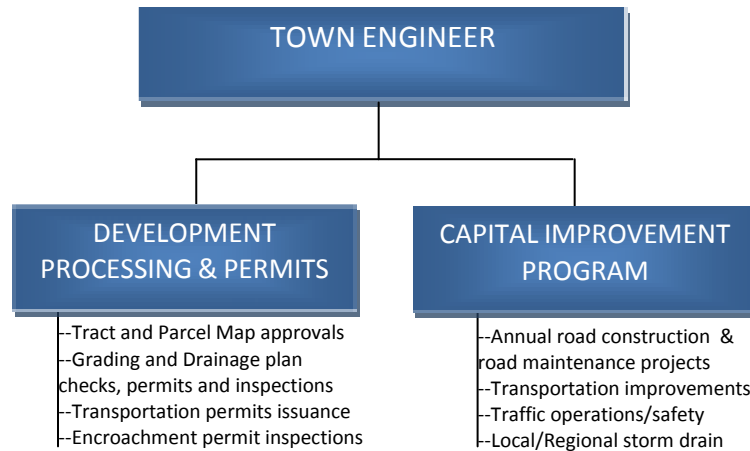 TOWN ENGINEER
DEVELOPMENT
PROCESSING & PERMITS
--Tract and Parcel Map approvals
--Grading and Drainage plan
checks, permits and inspections
--Transportation permits issuance
--Encroachment permit inspections
CAPITAL IMPROVEMENT
PROGRAM
--Annual road construction &
road maintenance projects
--Transportation improvements
--Traffic operations/safety
--Local/Regional storm drain